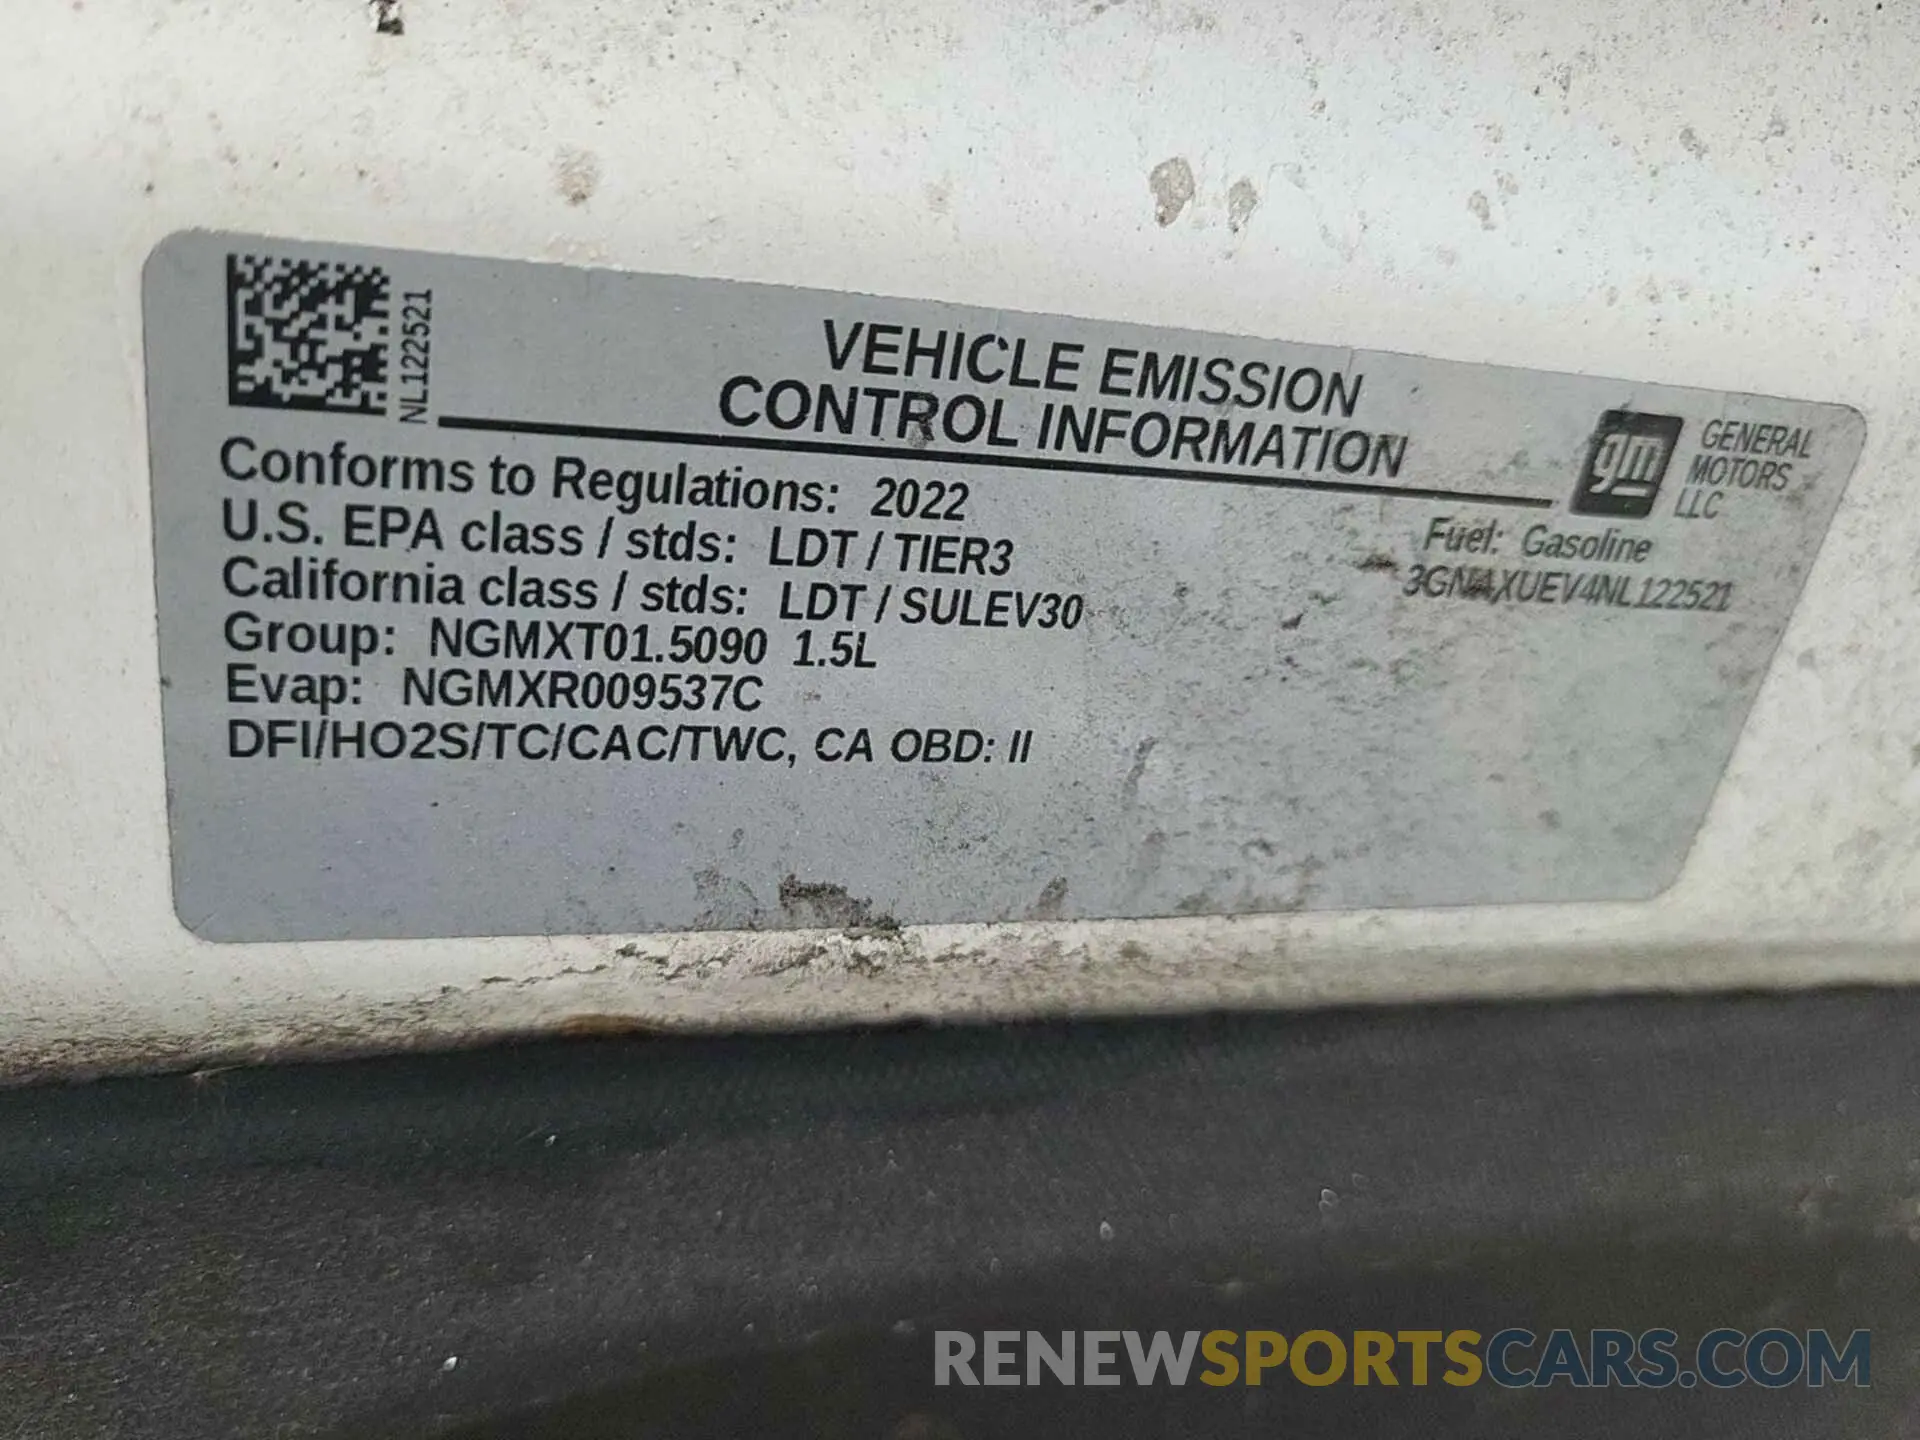 NL122521
VEHICLE EMISSION
CONTROL INFORMATION
gm
GENERAL
MOTORS
LLC
Conforms to Regulations: 2022
U.S. EPA class / stds: LDT / TIER3
California class / stds: LDT / SULEV30
Group: NGMXT01.5090 1.5L
Evap: NGMXR009537C
DFI/HO2S/TC/CAC/TWC, CA OBD: II
Fuel: Gasoline
3GNAXUEV4NL122521
RENEWSPORTSCARS.COM